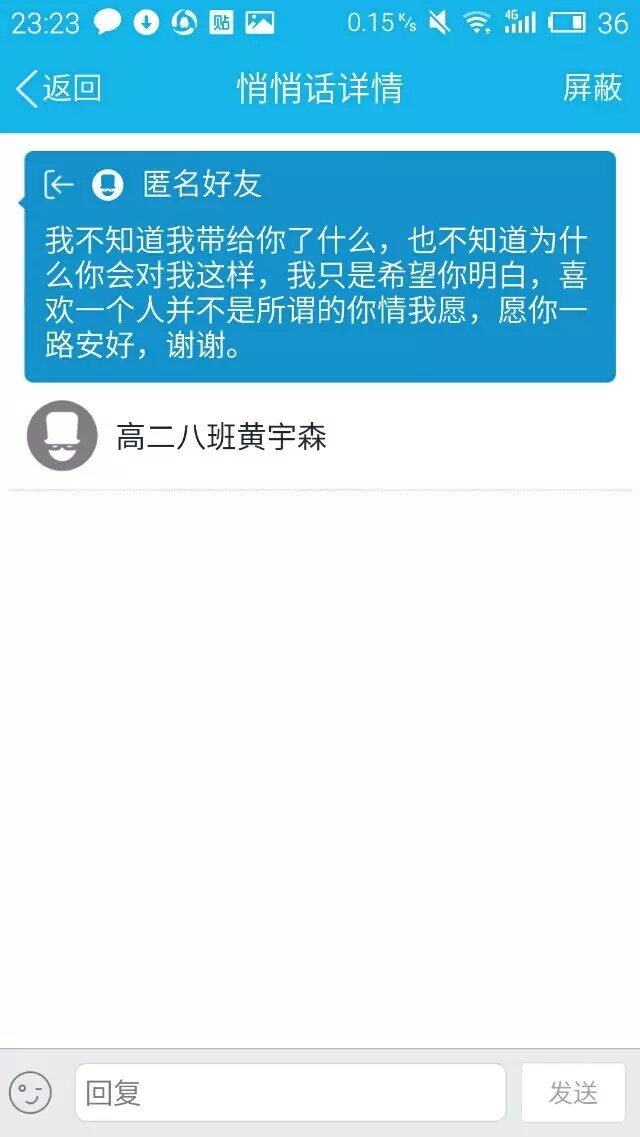 23:23 贴 0.15 K/s 4G 36
返回 悄悄话详情 屏蔽
匿名好友
我不知道我带给你了什么，也不知道为什
么你会对我这样，我只是希望你明白，喜
欢一个人并不是所谓的你情我愿，愿你一
路安好，谢谢。
高二八班黄宇森
回复 发送